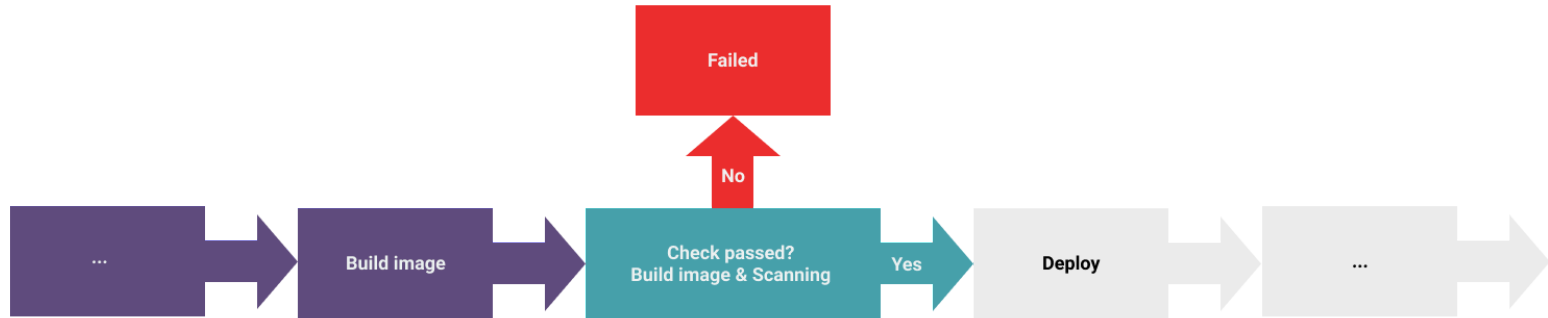 Failed
No
...
Build image
Check passed?
Build image & Scanning
Yes
Deploy
...